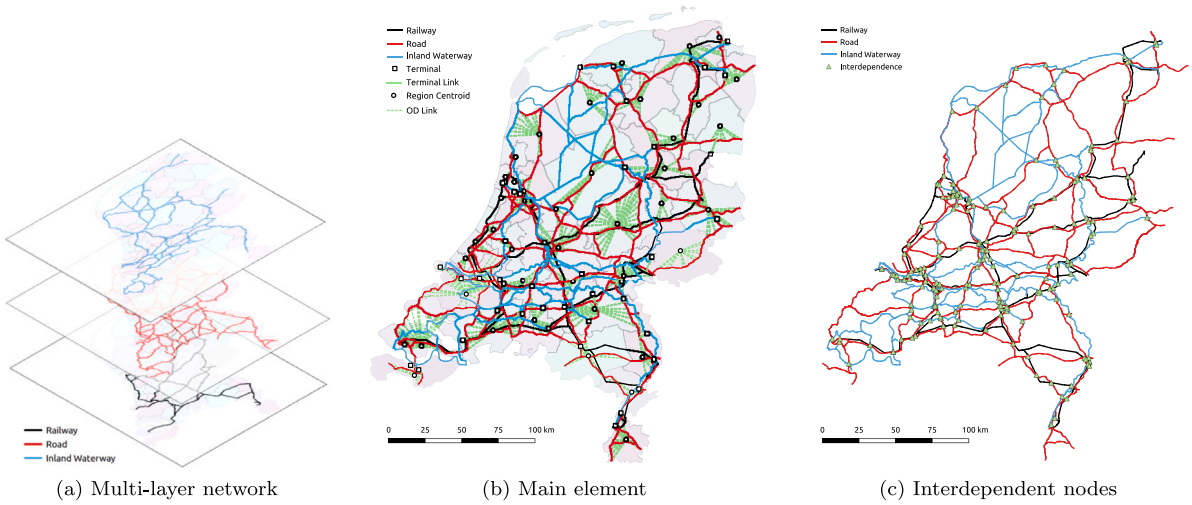 Railway
Road
Inland Waterway
(a) Multi-layer network
Railway
Road
Inland Waterway
Terminal
Terminal Link
Region Centroid
OD Link
0 25 50 75 100 km
(b) Main element
Railway
Road
Inland Waterway
Interdependence
0 25 50 75 100 km
(c) Interdependent nodes